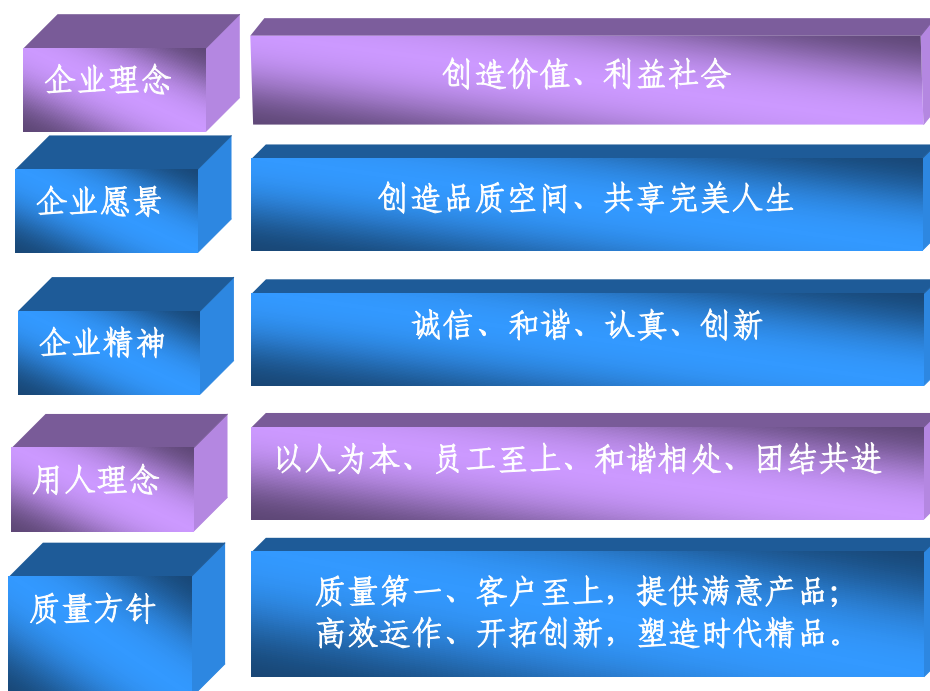 企业理念
创造价值、利益社会
企业愿景
创造品质空间、共享完美人生
企业精神
诚信、和谐、认真、创新
用人理念
以人为本、员工至上、和谐相处、团结共进
质量方针
质量第一、客户至上，提供满意产品；
高效运作、开拓创新，塑造时代精品。